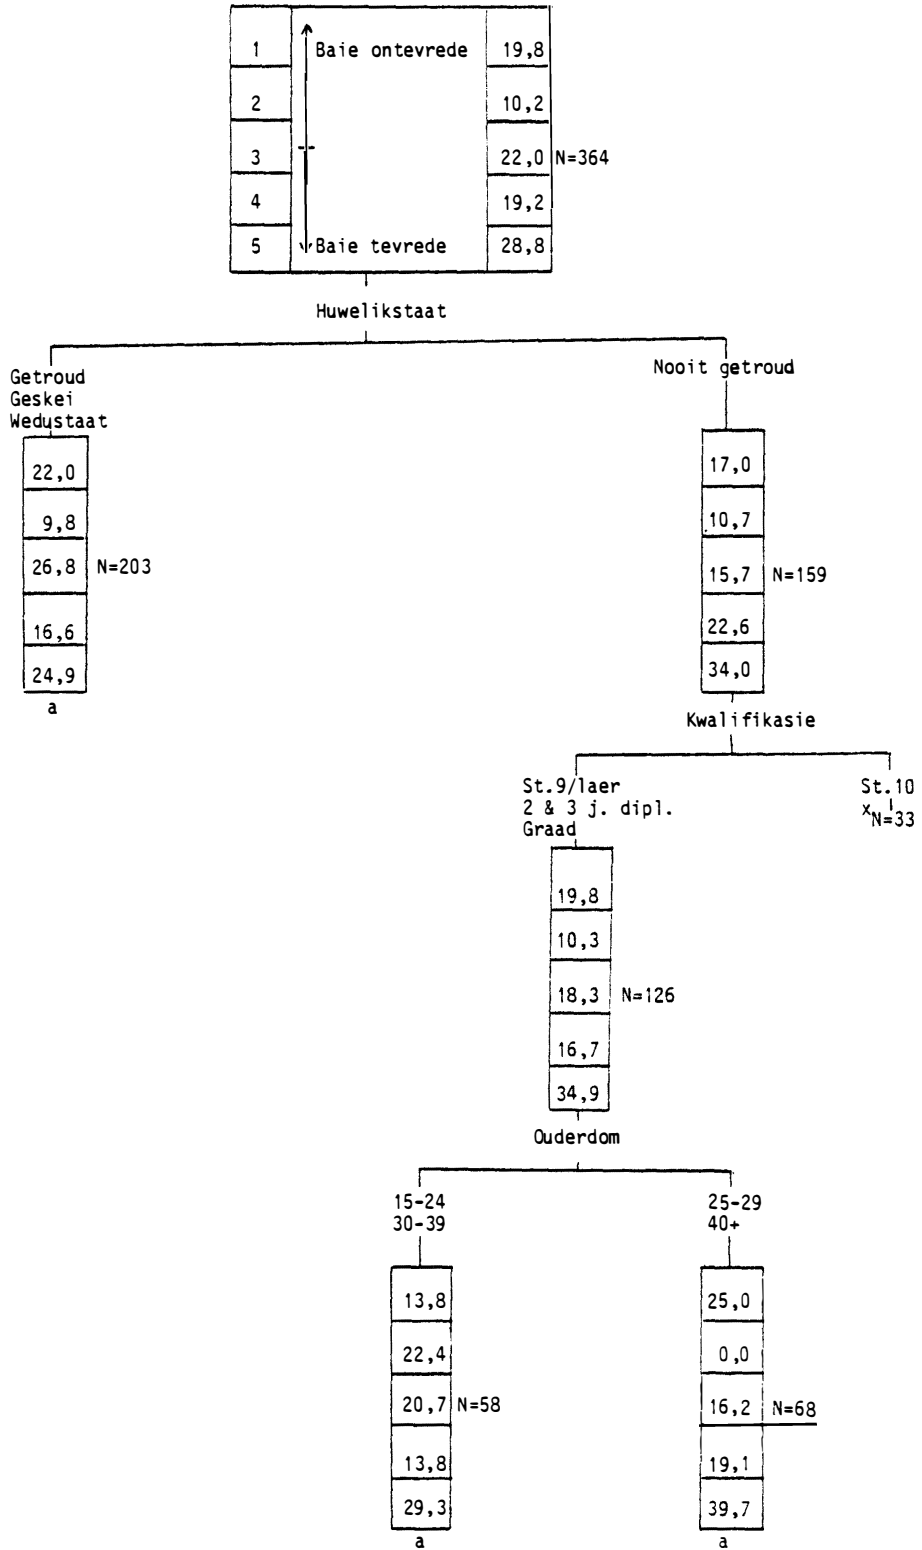 1 Baie ontevrede 19,8
2 10,2
3 22,0 N=364
4 19,2
5 Baie tevrede 28,8
Huwelikstaat
Getroud
Geskei
Wedustaat
22,0
9,8
26,8 N=203
16,6
24,9
a
Nooit getroud
17,0
10,7
15,7 N=159
22,6
34,0
Kwalifikasie
St.9/laer
2 & 3 j. dipl.
Graad
St.10
x N=33
19,8
10,3
18,3 N=126
16,7
34,9
Ouderdom
15-24
30-39
13,8
22,4
20,7 N=58
13,8
29,3
a
25-29
40+
25,0
0,0
16,2 N=68
19,1
39,7
a